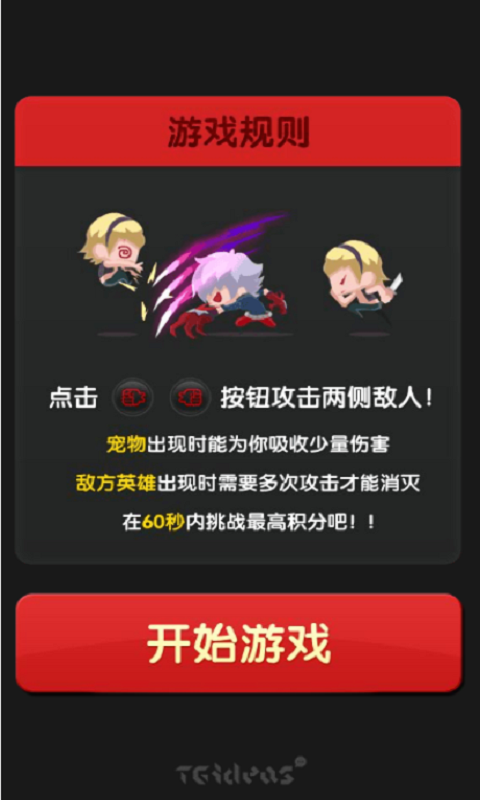 游戏规则
点击 按钮攻击两侧敌人！
宠物出现时能为你吸收少量伤害
敌方英雄出现时需要多次攻击才能消灭
在60秒内挑战最高积分吧！！
开始游戏
TGideas